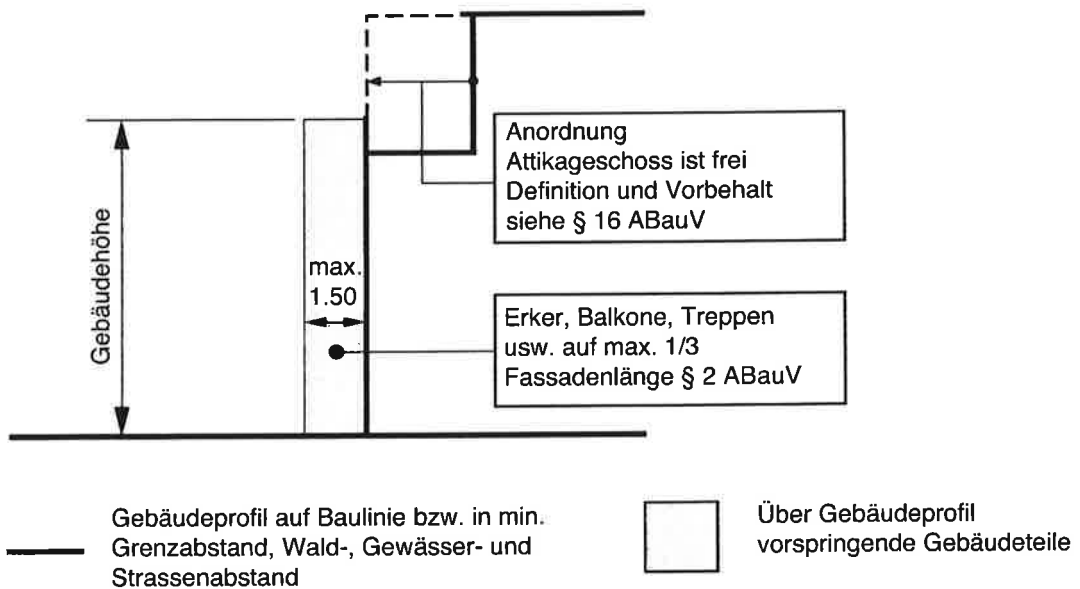 Anordnung
Attikageschoss ist frei
Definition und Vorbehalt
siehe § 16 ABauV
Gebäudehöhe
max.
1.50
Erker, Balkone, Treppen
usw. auf max. 1/3
Fassadenlänge § 2 ABauV
Gebäudeprofil auf Baulinie bzw. in min.
Grenzabstand, Wald-, Gewässer- und
Strassenabstand
Über Gebäudeprofil
vorspringende Gebäudeteile